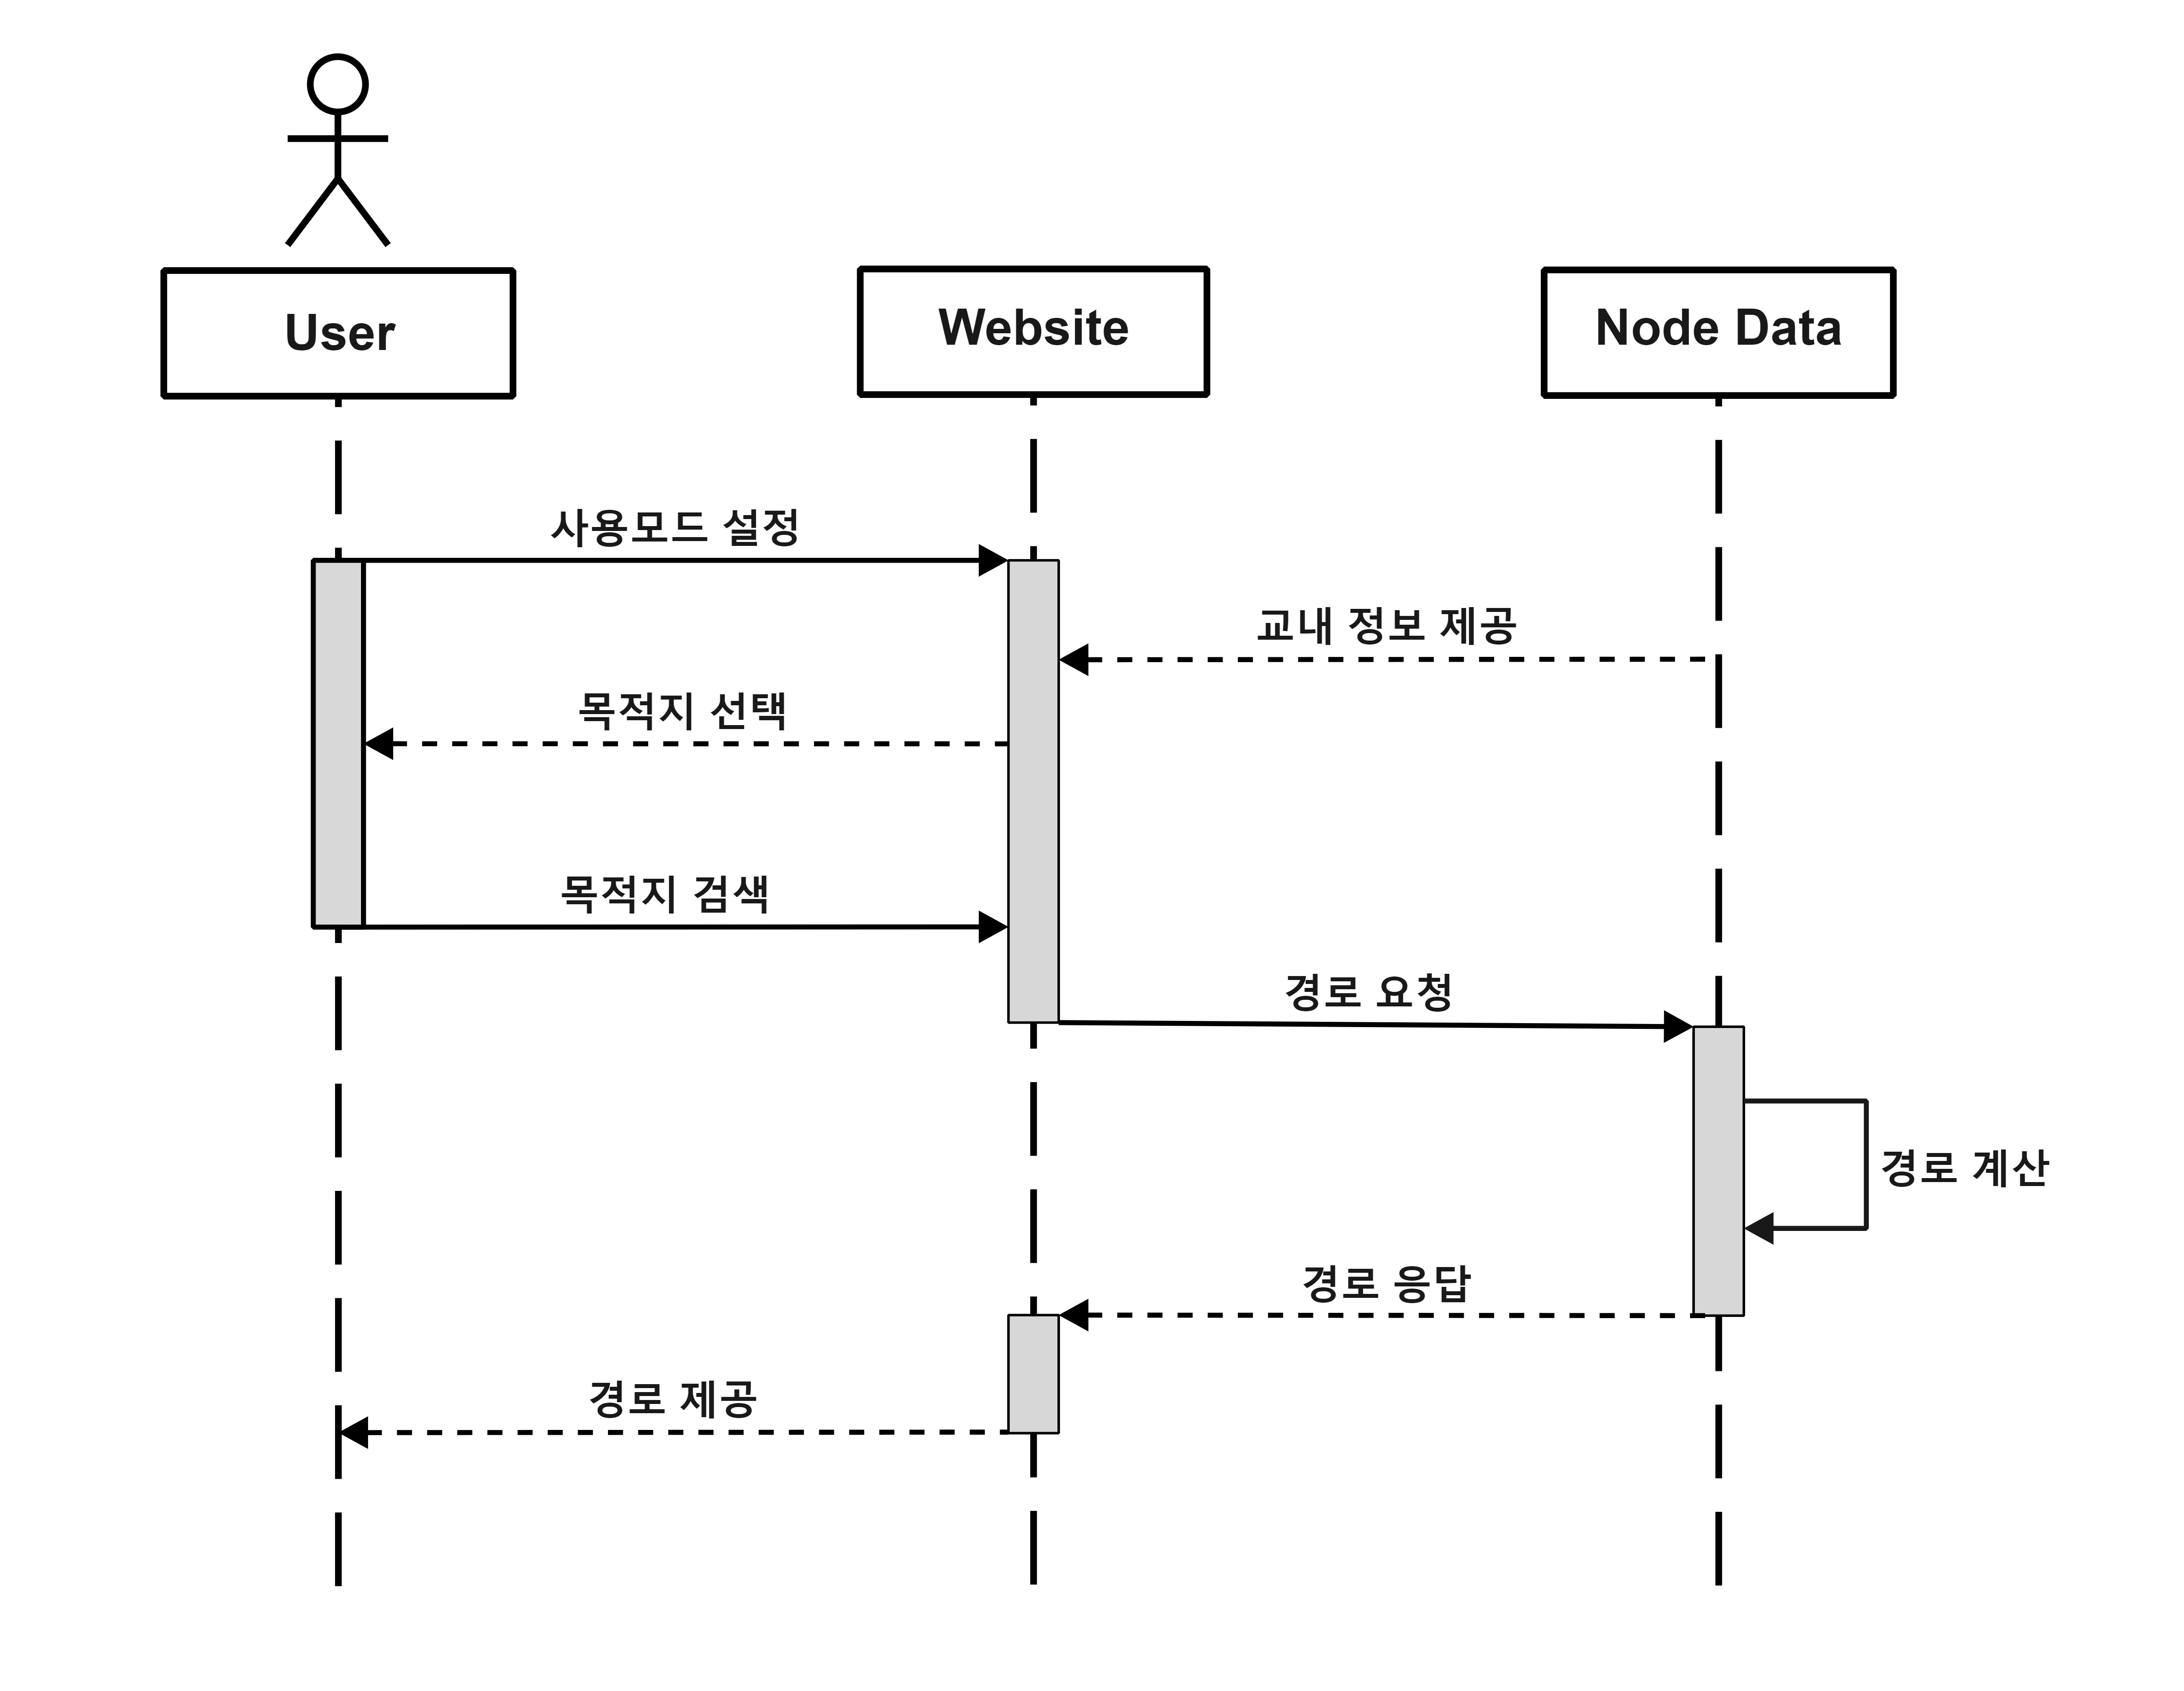 User
Website
Node Data
사용모드 설정
교내 정보 제공
목적지 선택
목적지 검색
경로 요청
경로 계산
경로 응답
경로 제공